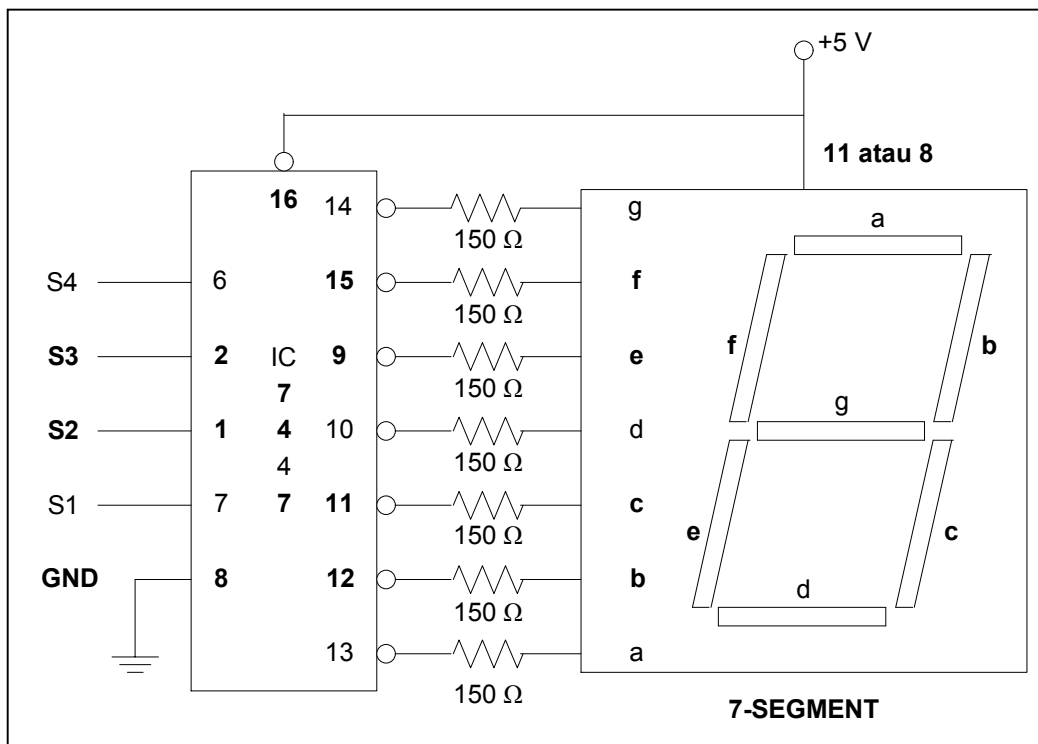 +5 V
11 atau 8
16 14 150 Ω g
a
S4 6 15 150 Ω f
S3 2 IC 9 150 Ω e f b
7
S2 1 4 10 150 Ω d g
4
S1 7 7 11 150 Ω c
e c
GND 8 12 150 Ω b
d
13 150 Ω a
7-SEGMENT